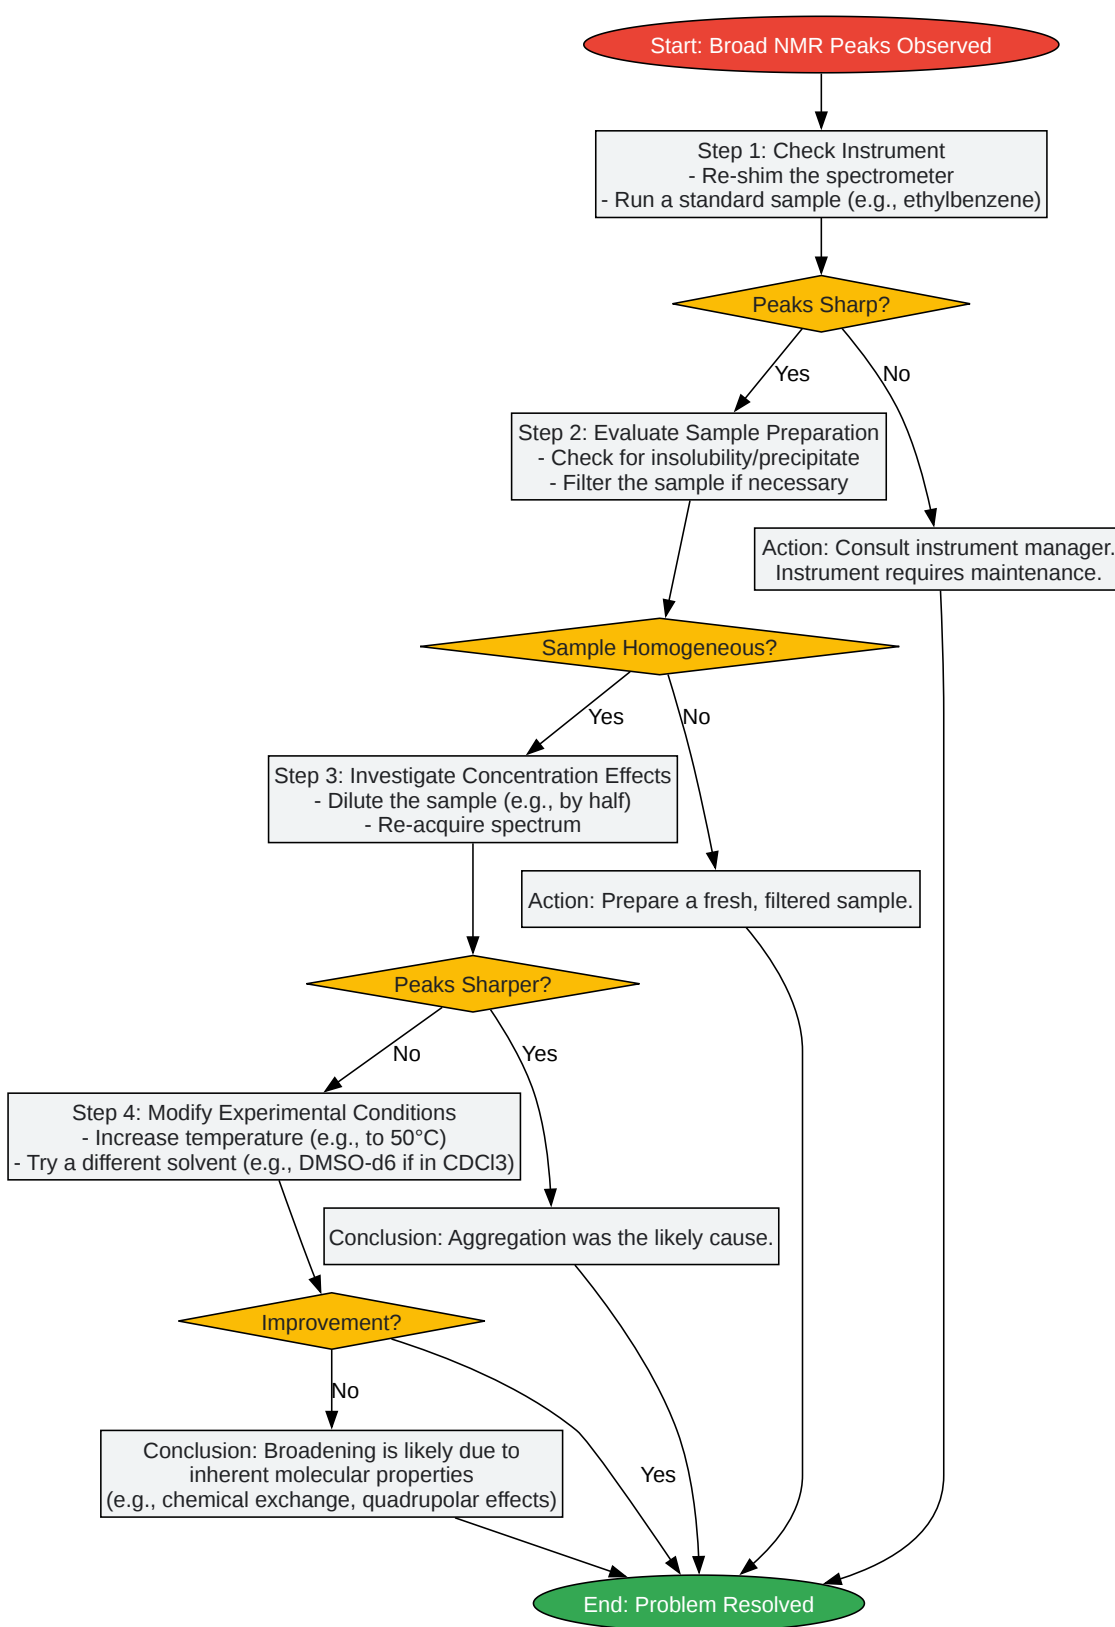 Start: Broad NMR Peaks Observed
Step 1: Check Instrument
- Re-shim the spectrometer
- Run a standard sample (e.g., ethylbenzene)
Peaks Sharp?
Yes
No
Step 2: Evaluate Sample Preparation
- Check for insolubility/precipitate
- Filter the sample if necessary
Action: Consult instrument manager.
Instrument requires maintenance.
Sample Homogeneous?
Yes
No
Step 3: Investigate Concentration Effects
- Dilute the sample (e.g., by half)
- Re-acquire spectrum
Action: Prepare a fresh, filtered sample.
Peaks Sharper?
No
Yes
Step 4: Modify Experimental Conditions
- Increase temperature (e.g., to 50°C)
- Try a different solvent (e.g., DMSO-d6 if in CDCl3)
Conclusion: Aggregation was the likely cause.
Improvement?
No
Yes
Conclusion: Broadening is likely due to
inherent molecular properties
(e.g., chemical exchange, quadrupolar effects)
End: Problem Resolved